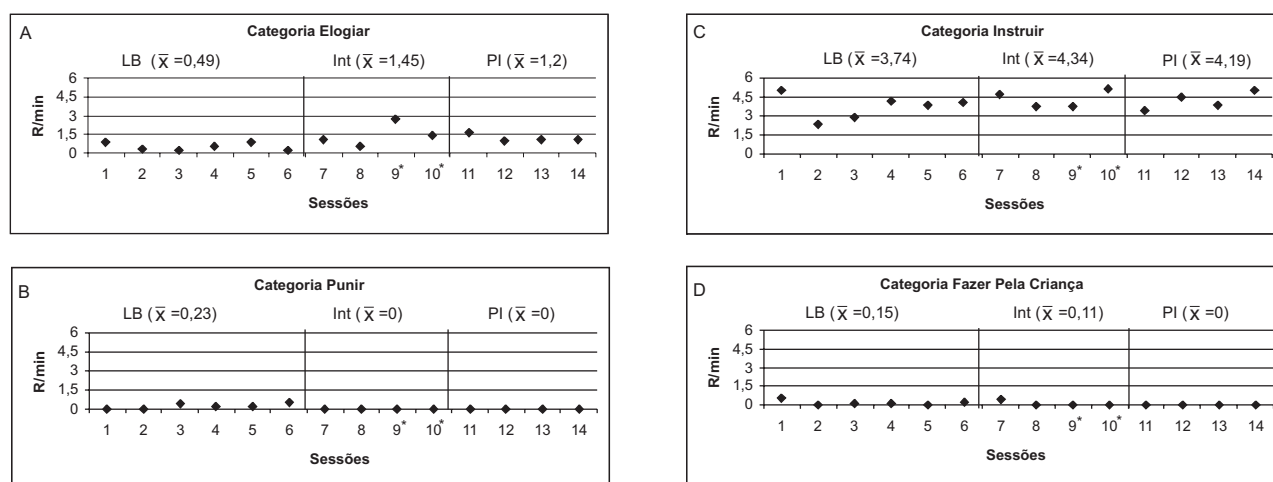 A
Categoria Elogiar
LB ( x̅ =0,49)
Int ( x̅ =1,45)
PI ( x̅ =1,2)
R/min
6
4,5
3
1,5
0
1 2 3 4 5 6 7 8 9* 10* 11 12 13 14
Sessões
B
Categoria Punir
LB ( x̅ =0,23)
Int ( x̅ =0)
PI ( x̅ =0)
R/min
6
4,5
3
1,5
0
1 2 3 4 5 6 7 8 9* 10* 11 12 13 14
Sessões
C
Categoria Instruir
LB ( x̅ =3,74)
Int ( x̅ =4,34)
PI ( x̅ =4,19)
R/min
6
4,5
3
1,5
0
1 2 3 4 5 6 7 8 9* 10* 11 12 13 14
Sessões
D
Categoria Fazer Pela Criança
LB ( x̅ =0,15)
Int ( x̅ =0,11)
PI ( x̅ =0)
R/min
6
4,5
3
1,5
0
1 2 3 4 5 6 7 8 9* 10* 11 12 13 14
Sessões